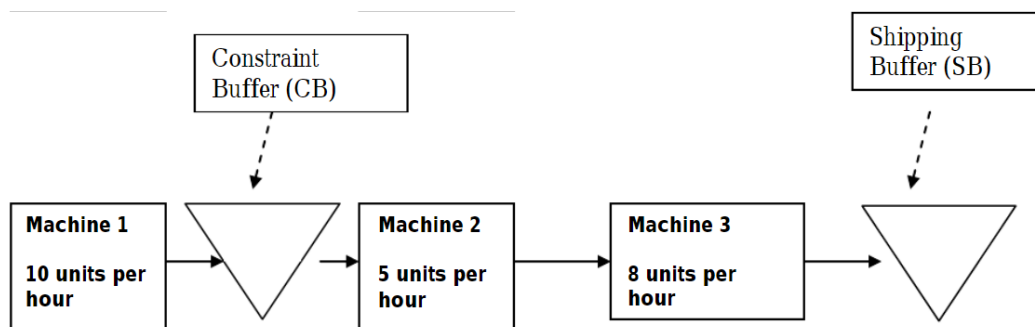 Constraint
Buffer (CB)
Shipping
Buffer (SB)
Machine 1
10 units per
hour
Machine 2
5 units per
hour
Machine 3
8 units per
hour